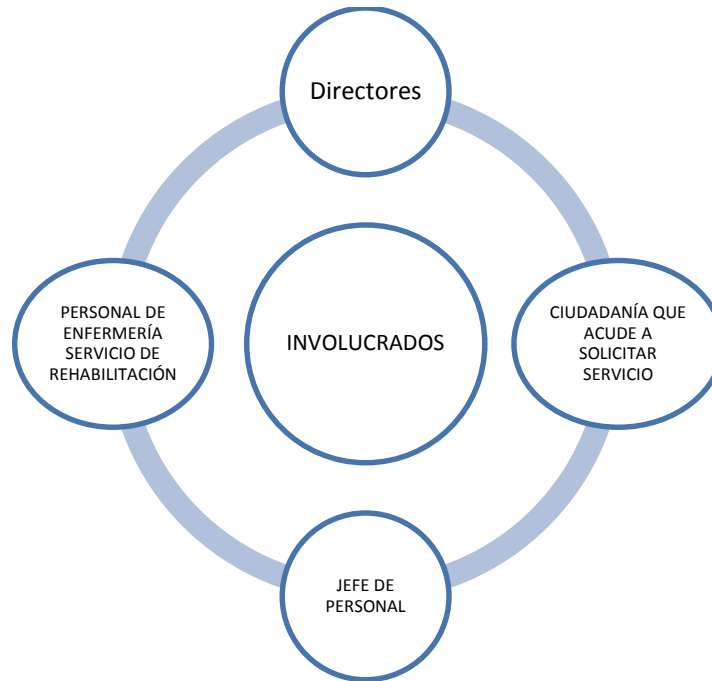 Directores
PERSONAL DE
ENFERMERÍA
SERVICIO DE
REHABILITACIÓN
INVOLUCRADOS
CIUDADANÍA QUE
ACUDE A
SOLICITAR
SERVICIO
JEFE DE
PERSONAL